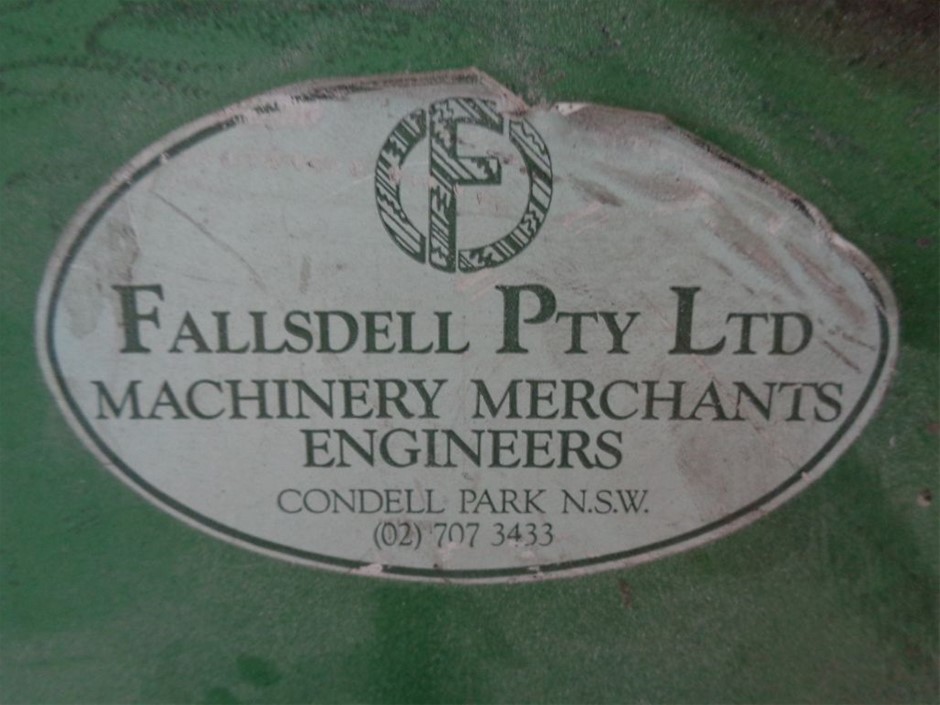 F
FALLSDELL PTY LTD
MACHINERY MERCHANTS
ENGINEERS
CONDELL PARK N.S.W.
(02) 707 3433